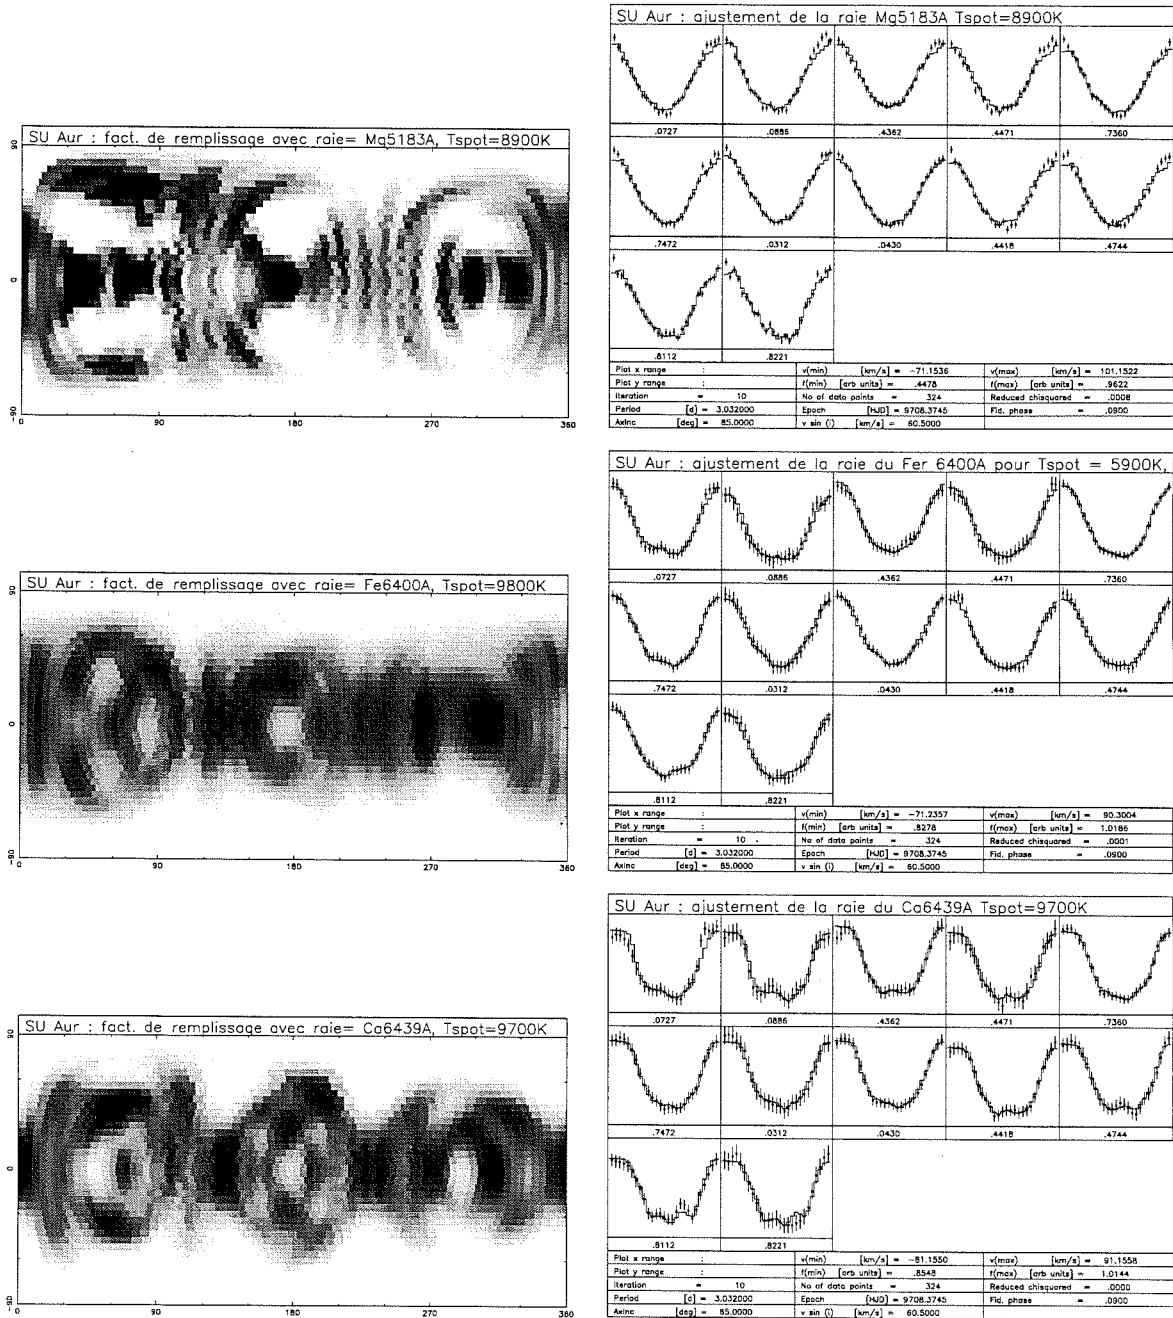 SU Aur : fact. de remplissage avec raie= Mg5183A, Tspot=8900K
90
0
-90
0 90 180 270 360
SU Aur : ajustement de la raie Mg5183A Tspot=8900K
.0727 .0886 .4362 .4471 .7360
.7472 .0312 .0430 .4418 .4744
.8112 .8221
Plot x range : v(min) [km/s] = -71.1536 v(max) [km/s] = 101.1522
Plot y range : f(min) [arb units] = .4478 f(max) [arb units] = .9622
Iteration = 10 No of data points = 324 Reduced chisquared = .0008
Period [d] = 3.032000 Epoch [HJD] = 9708.3745 Fid. phase = .0900
Axinc [deg] = 85.0000 v sin (i) [km/s] = 60.5000
SU Aur : fact. de remplissage avec raie= Fe6400A, Tspot=9800K
90
0
-90
0 90 180 270 360
SU Aur : ajustement de la raie du Fer 6400A pour Tspot = 5900K,
.0727 .0886 .4362 .4471 .7360
.7472 .0312 .0430 .4418 .4744
.8112 .8221
Plot x range : v(min) [km/s] = -71.2357 v(max) [km/s] = 90.3004
Plot y range : f(min) [arb units] = .8278 f(max) [arb units] = 1.0186
Iteration = 10 No of data points = 324 Reduced chisquared = .0001
Period [d] = 3.032000 Epoch [HJD] = 9708.3745 Fid. phase = .0900
Axinc [deg] = 85.0000 v sin (i) [km/s] = 60.5000
SU Aur : fact. de remplissage avec raie= Ca6439A, Tspot=9700K
90
0
-90
0 90 180 270 360
SU Aur : ajustement de la raie du Ca6439A Tspot=9700K
.0727 .0886 .4362 .4471 .7360
.7472 .0312 .0430 .4418 .4744
.8112 .8221
Plot x range : v(min) [km/s] = -81.1550 v(max) [km/s] = 91.1558
Plot y range : f(min) [arb units] = .8548 f(max) [arb units] = 1.0144
Iteration = 10 No of data points = 324 Reduced chisquared = .0000
Period [d] = 3.032000 Epoch [HJD] = 9708.3745 Fid. phase = .0900
Axinc [deg] = 85.0000 v sin (i) [km/s] = 60.5000